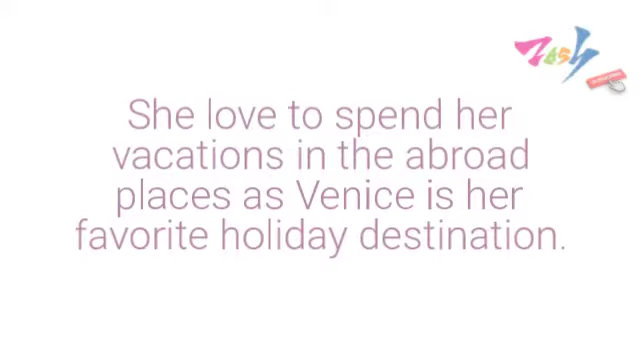 She love to spend her
vacations in the abroad
places as Venice is her
favorite holiday destination.